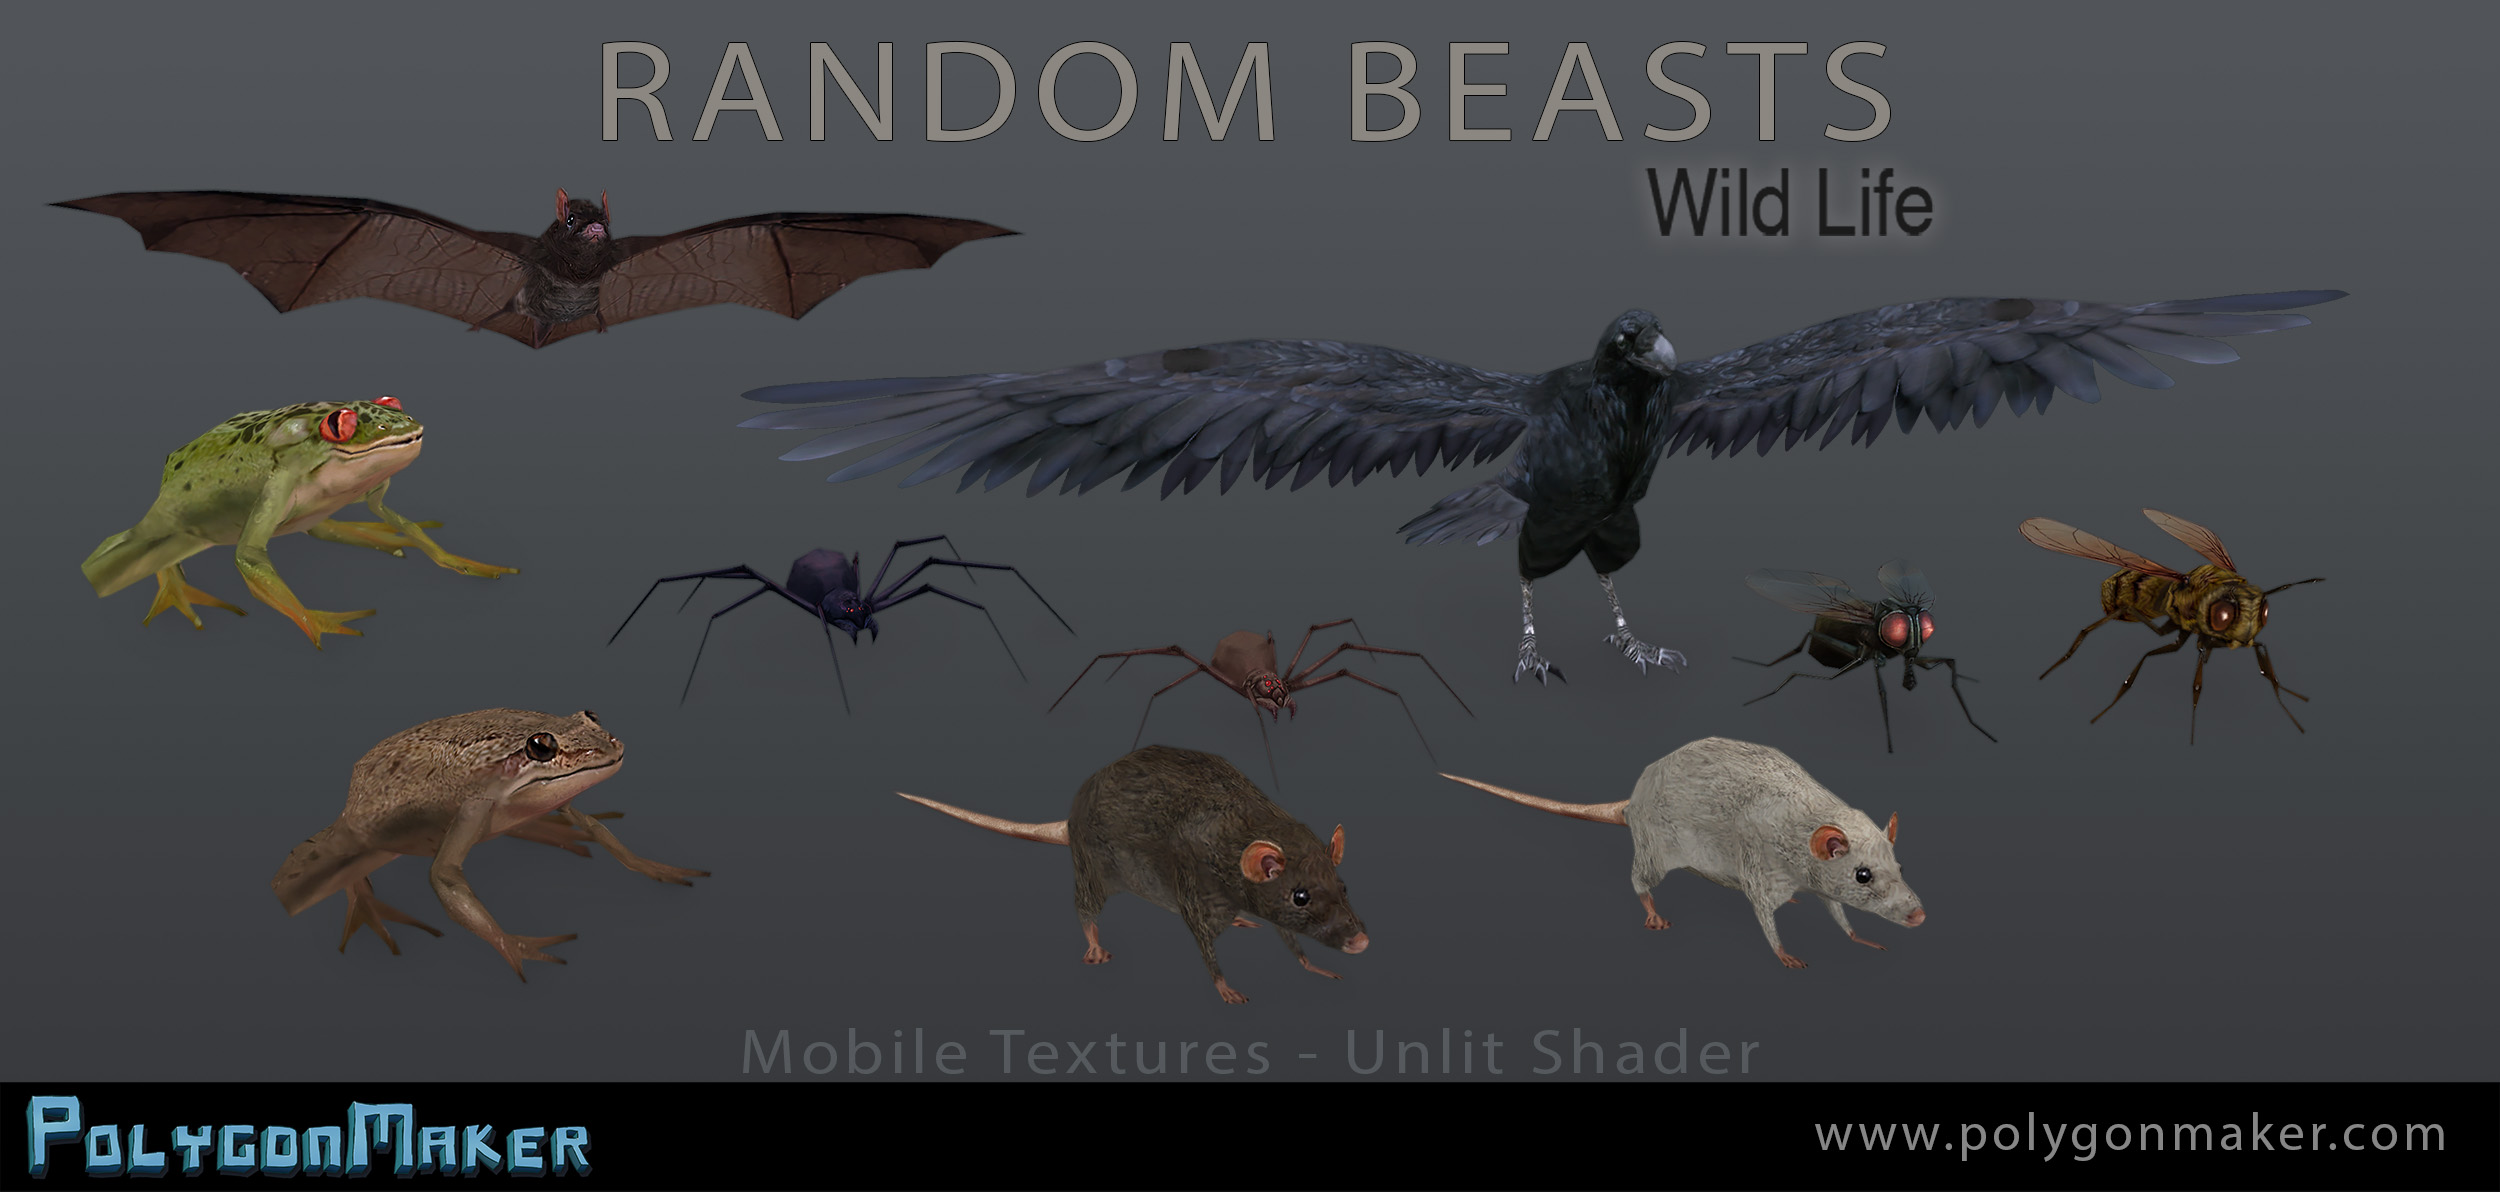 RANDOM BEASTS
Wild Life
Mobile Textures - Unlit Shader
POLYGONMAKER
www.polygonmaker.com